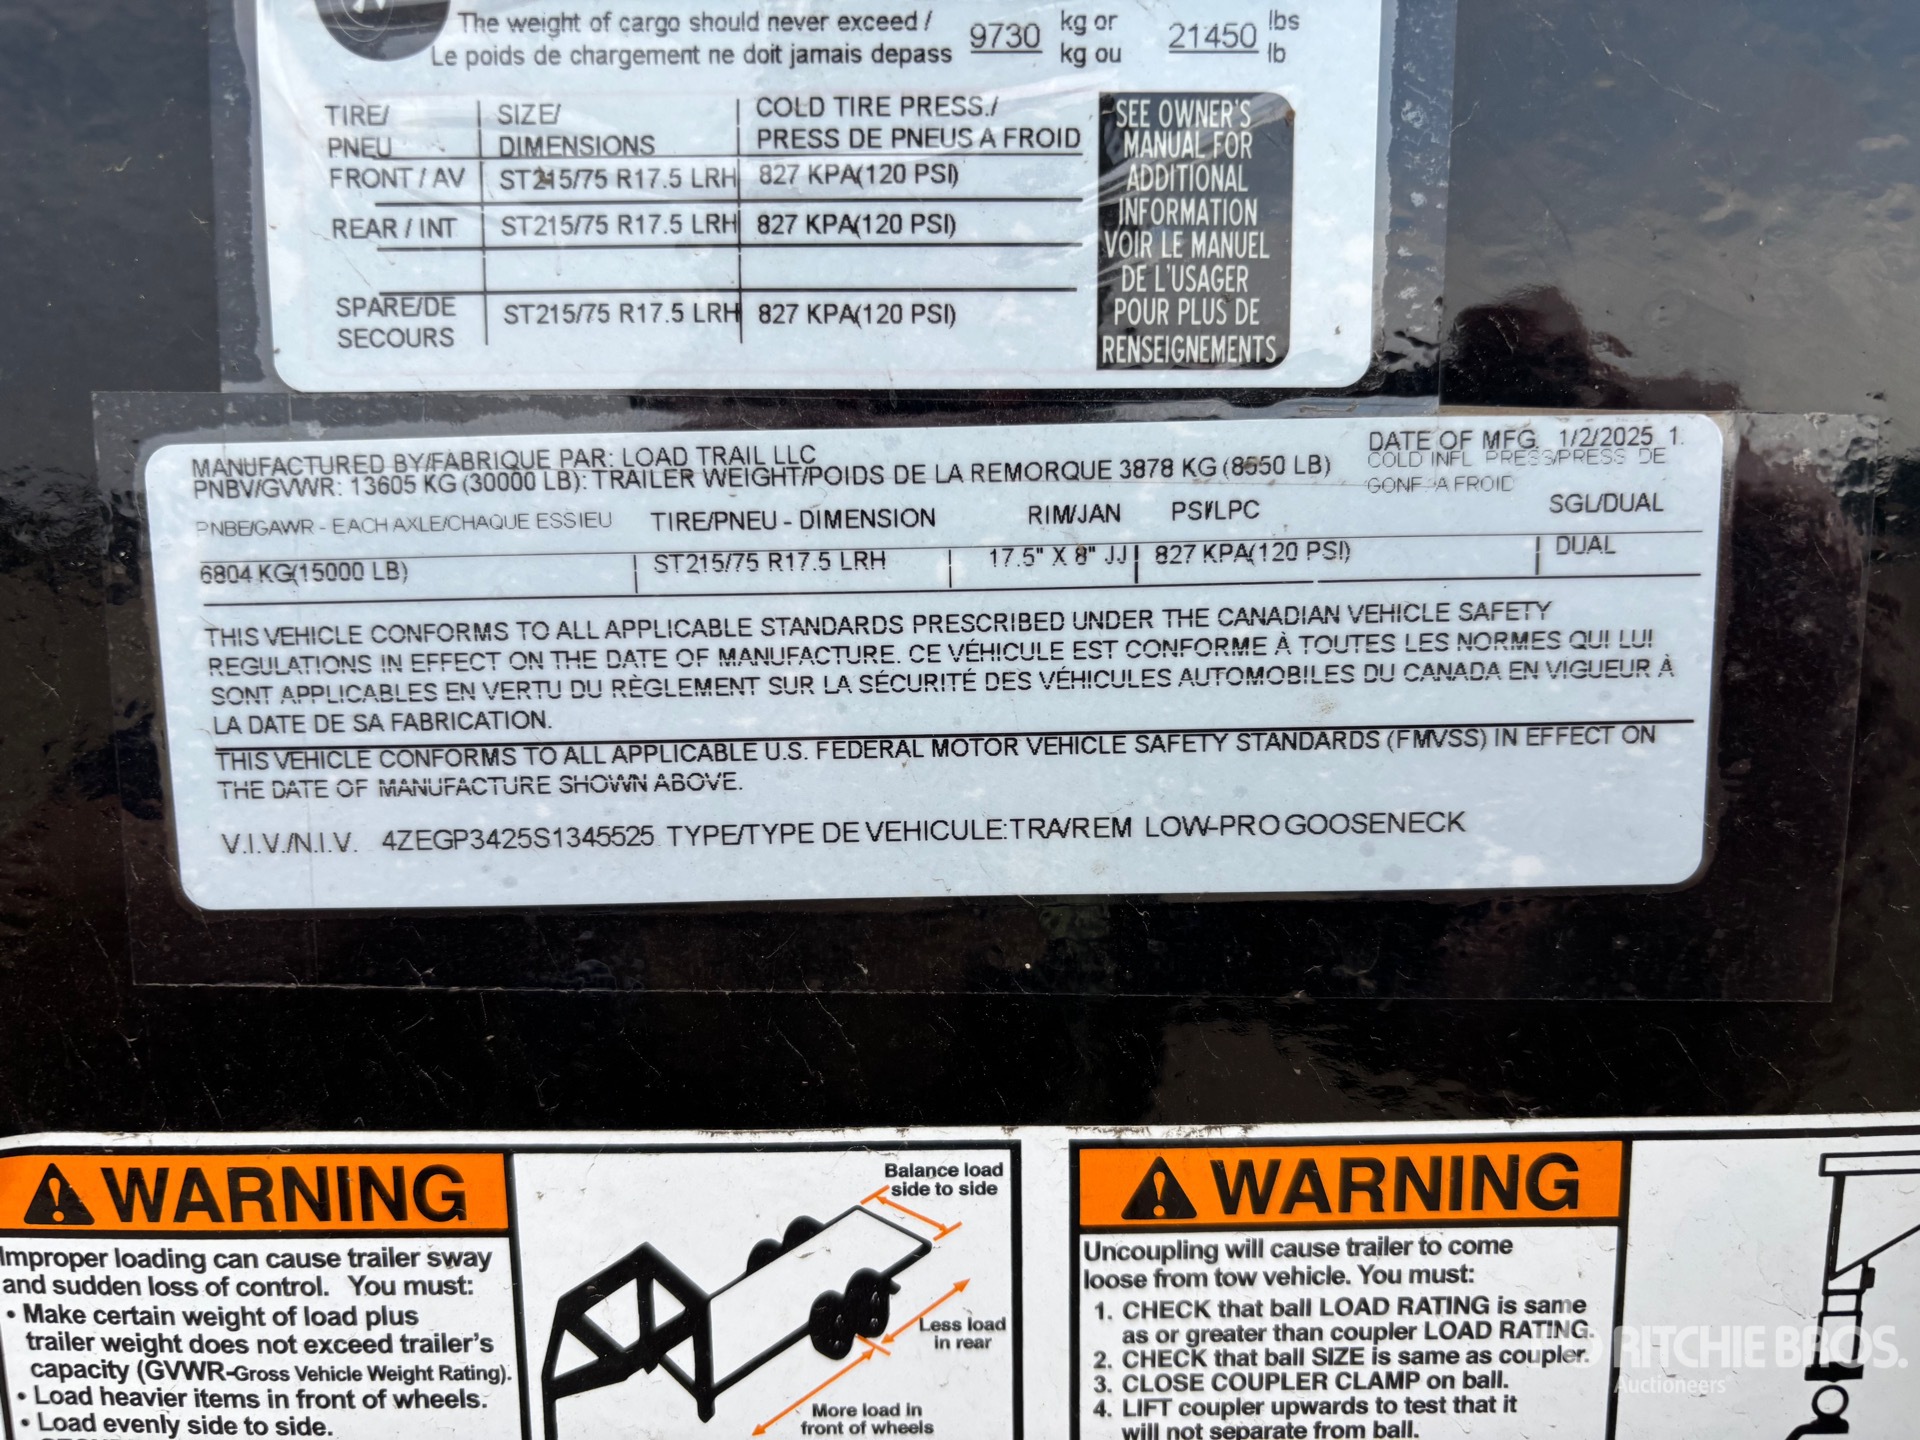 The weight of cargo should never exceed / 9730 kg or 21450 lbs
Le poids de chargement ne doit jamais depass kg ou lb
TIRE/ PNEU SIZE/ DIMENSIONS COLD TIRE PRESS./ PRESS DE PNEUS A FROID
FRONT / AV ST215/75 R17.5 LRH 827 KPA(120 PSI)
REAR / INT ST215/75 R17.5 LRH 827 KPA(120 PSI)
SPARE/DE SECOURS ST215/75 R17.5 LRH 827 KPA(120 PSI)
SEE OWNER'S
MANUAL FOR
ADDITIONAL
INFORMATION
VOIR LE MANUEL
DE L'USAGER
POUR PLUS DE
RENSEIGNEMENTS
MANUFACTURED BY/FABRIQUE PAR: LOAD TRAIL LLC DATE OF MFG. 1/2/2025 1.
PNBV/GVWR: 13605 KG (30000 LB): TRAILER WEIGHT/POIDS DE LA REMORQUE 3878 KG (8550 LB) COLD INFL PRESS/PRESS DE
GONF. A FROID
PNBE/GAWR - EACH AXLE/CHAQUE ESSIEU TIRE/PNEU - DIMENSION RIM/JAN PSI/LPC SGL/DUAL
6804 KG(15000 LB) ST215/75 R17.5 LRH 17.5" X 8" JJ 827 KPA(120 PSI) DUAL
THIS VEHICLE CONFORMS TO ALL APPLICABLE STANDARDS PRESCRIBED UNDER THE CANADIAN VEHICLE SAFETY
REGULATIONS IN EFFECT ON THE DATE OF MANUFACTURE. CE VÉHICULE EST CONFORME À TOUTES LES NORMES QUI LUI
SONT APPLICABLES EN VERTU DU RÈGLEMENT SUR LA SÉCURITÉ DES VÉHICULES AUTOMOBILES DU CANADA EN VIGUEUR À
LA DATE DE SA FABRICATION.
THIS VEHICLE CONFORMS TO ALL APPLICABLE U.S. FEDERAL MOTOR VEHICLE SAFETY STANDARDS (FMVSS) IN EFFECT ON
THE DATE OF MANUFACTURE SHOWN ABOVE.
V.I.V./N.I.V. 4ZEGP3425S1345525 TYPE/TYPE DE VEHICULE:TRA/REM LOW-PRO GOOSENECK
WARNING
Improper loading can cause trailer sway
and sudden loss of control. You must:
• Make certain weight of load plus
trailer weight does not exceed trailer's
capacity (GVWR-Gross Vehicle Weight Rating).
• Load heavier items in front of wheels.
• Load evenly side to side.
Balance load
side to side
Less load
in rear
More load in
front of wheels
WARNING
Uncoupling will cause trailer to come
loose from tow vehicle. You must:
1. CHECK that ball LOAD RATING is same
as or greater than coupler LOAD RATING.
2. CHECK that ball SIZE is same as coupler.
3. CLOSE COUPLER CLAMP on ball.
4. LIFT coupler upwards to test that it
will not separate from ball.
RITCHIE BROS.
Auctioneers